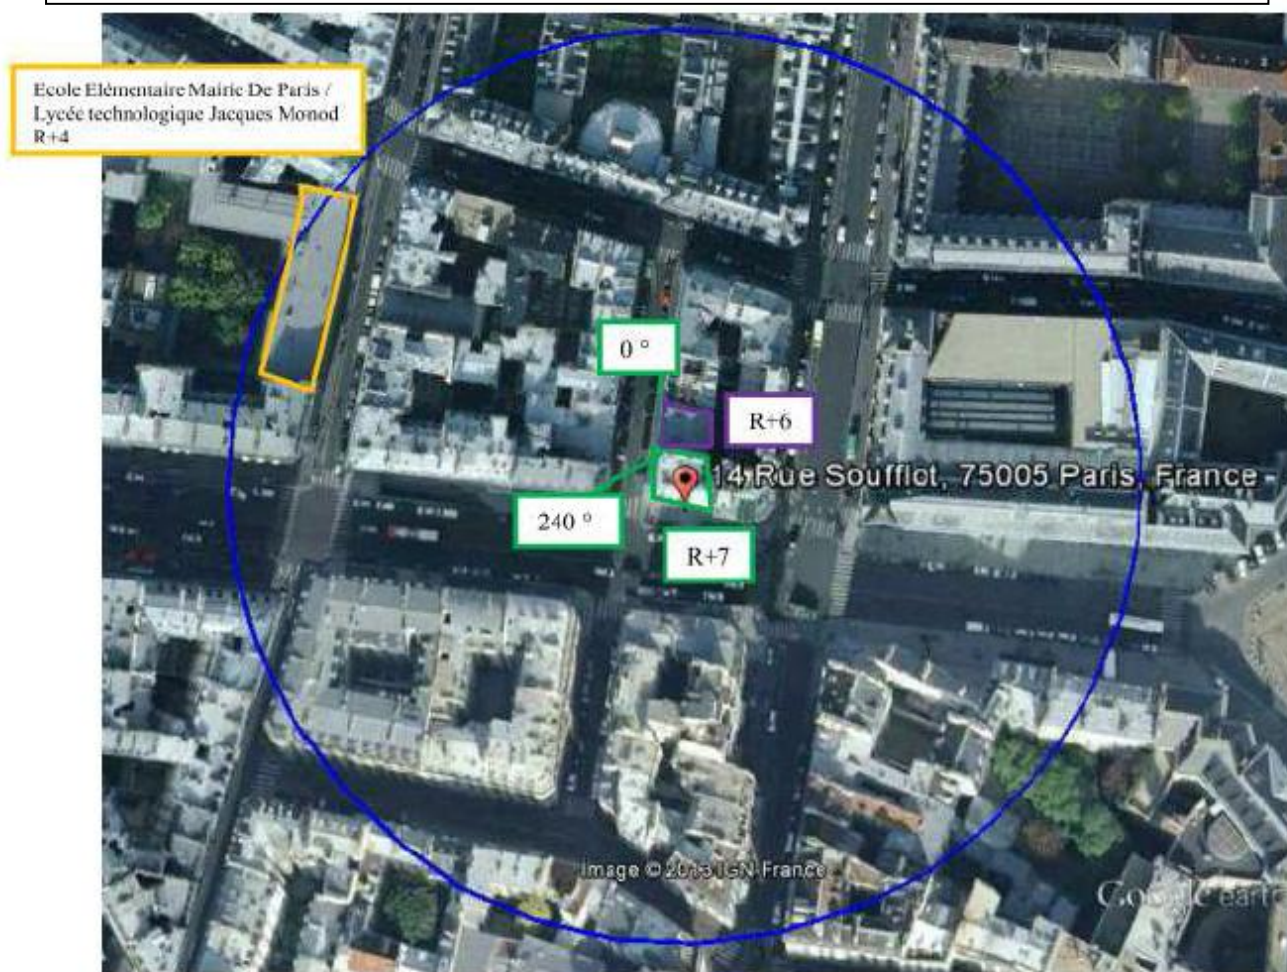 Ecole Elémentaire Mairie De Paris /
Lycée technologique Jacques Monod
R+4
0 °
R+6
14 Rue Soufflot, 75005 Paris, France
240 °
R+7
Image © 2013 IGN-France
Google earth